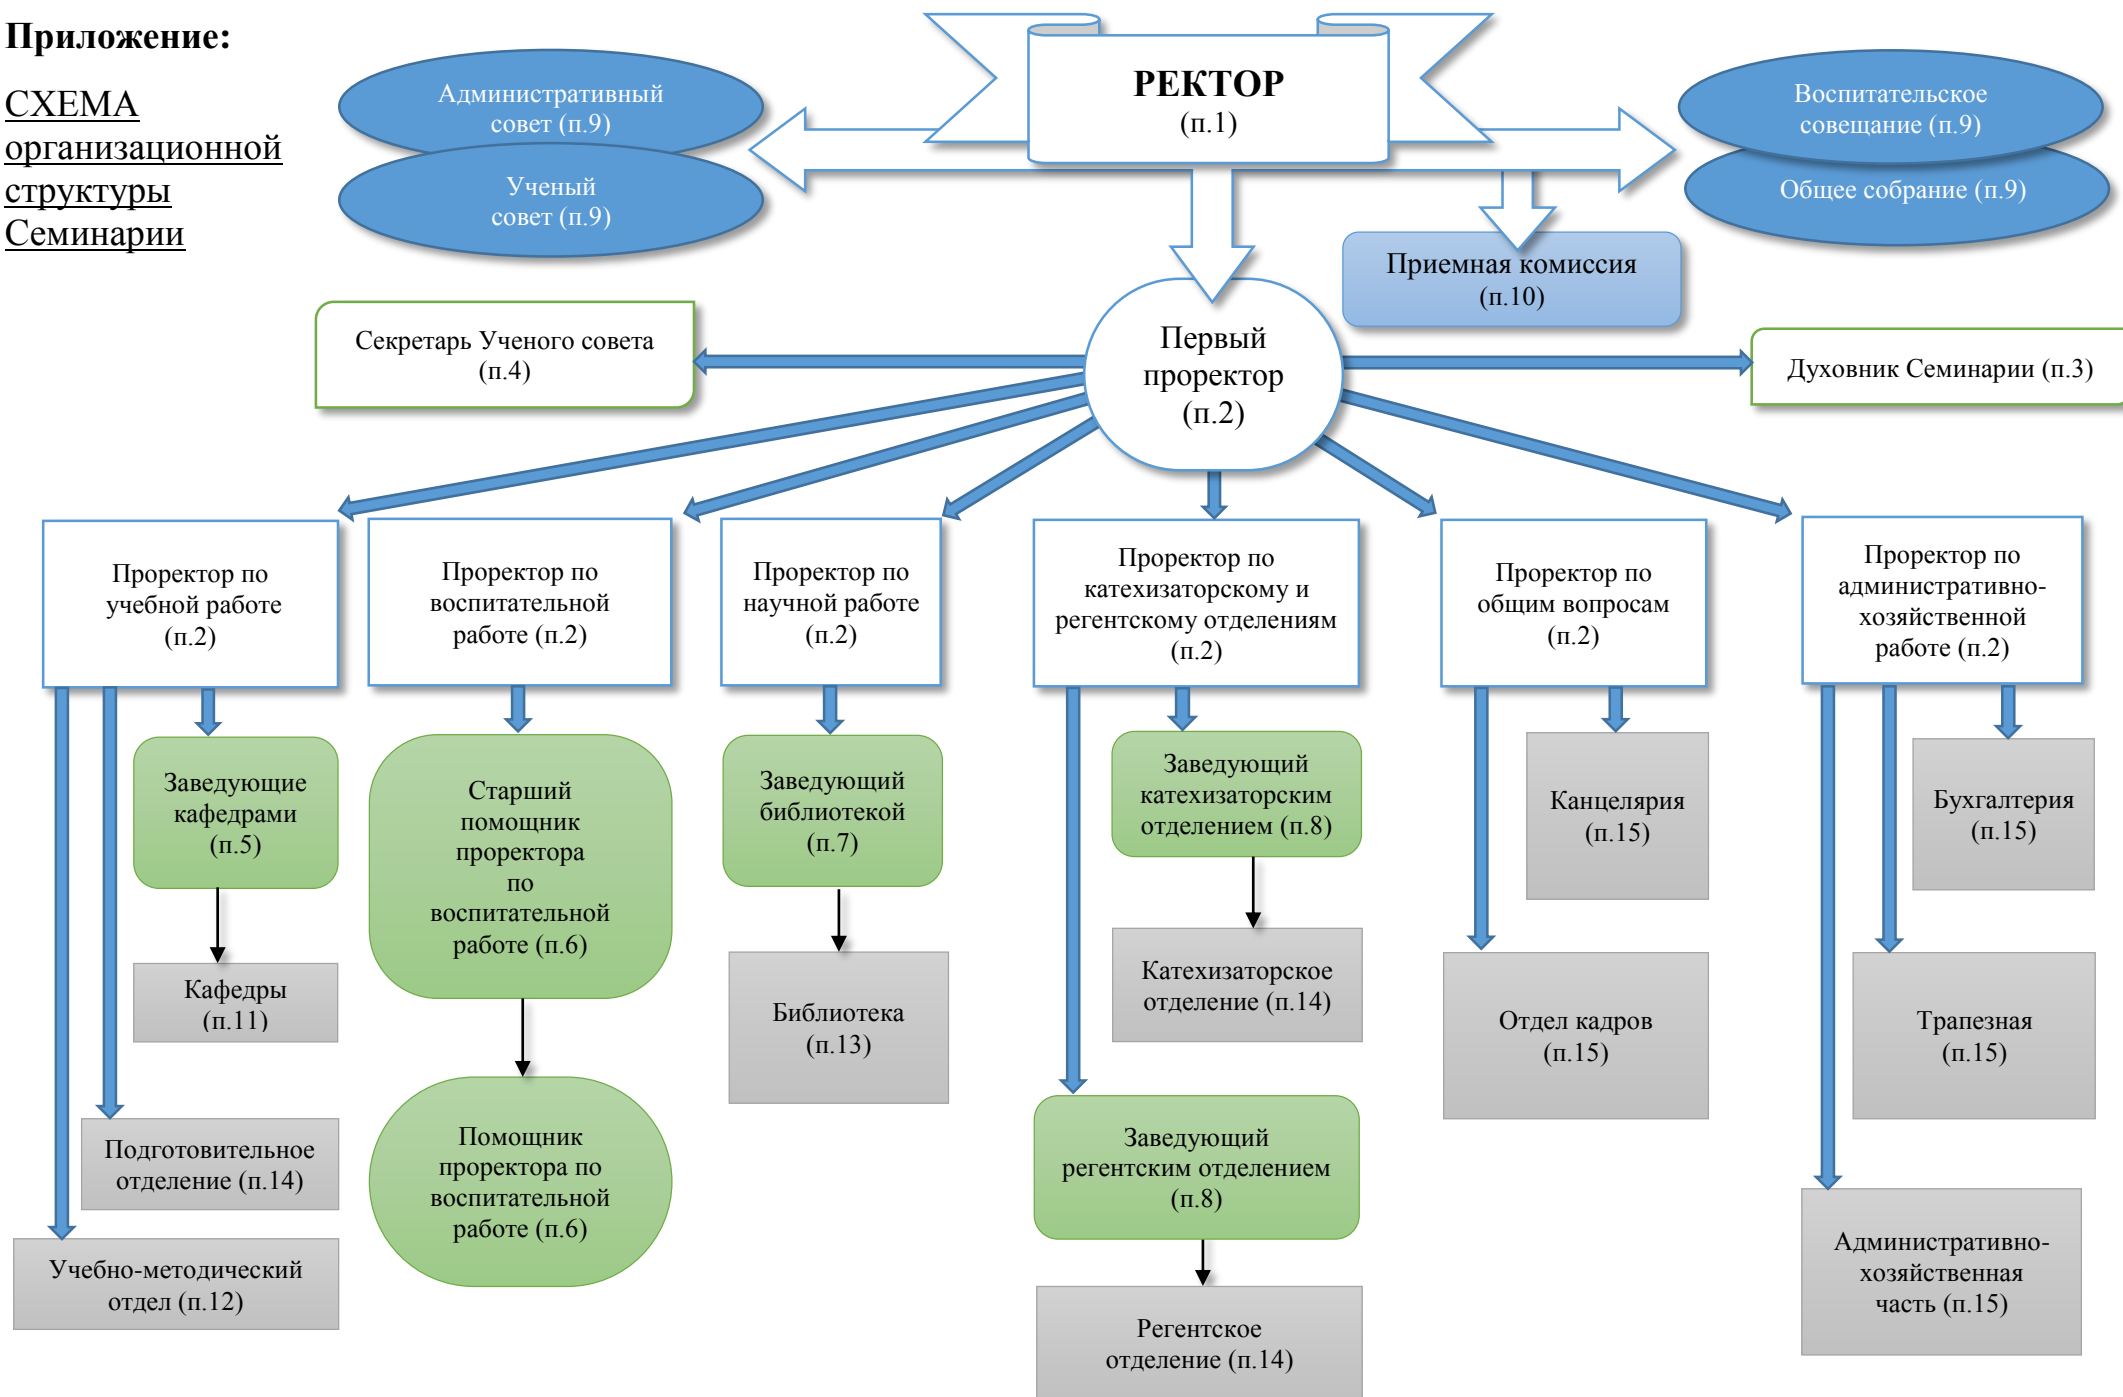 Приложение:
СХЕМА
организационной
структуры
Семинарии
Административный
совет (п.9)
Ученый
совет (п.9)
РЕКТОР
(п.1)
Воспитательское
совещание (п.9)
Общее собрание (п.9)
Приемная комиссия
(п.10)
Секретарь Ученого совета
(п.4)
Первый
проректор
(п.2)
Духовник Семинарии (п.3)
Проректор по
учебной работе
(п.2)
Проректор по
воспитательной
работе (п.2)
Проректор по
научной работе
(п.2)
Проректор по
катехизаторскому и
регентскому отделениям
(п.2)
Проректор по
общим вопросам
(п.2)
Проректор по
административно-
хозяйственной
работе (п.2)
Заведующие
кафедрами
(п.5)
Старший
помощник
проректора
по
воспитательной
работе (п.6)
Заведующий
библиотекой
(п.7)
Заведующий
катехизаторским
отделением (п.8)
Канцелярия
(п.15)
Бухгалтерия
(п.15)
Кафедры
(п.11)
Библиотека
(п.13)
Катехизаторское
отделение (п.14)
Отдел кадров
(п.15)
Трапезная
(п.15)
Подготовительное
отделение (п.14)
Помощник
проректора по
воспитательной
работе (п.6)
Заведующий
регентским отделением
(п.8)
Учебно-методический
отдел (п.12)
Административно-
хозяйственная
часть (п.15)
Регентское
отделение (п.14)